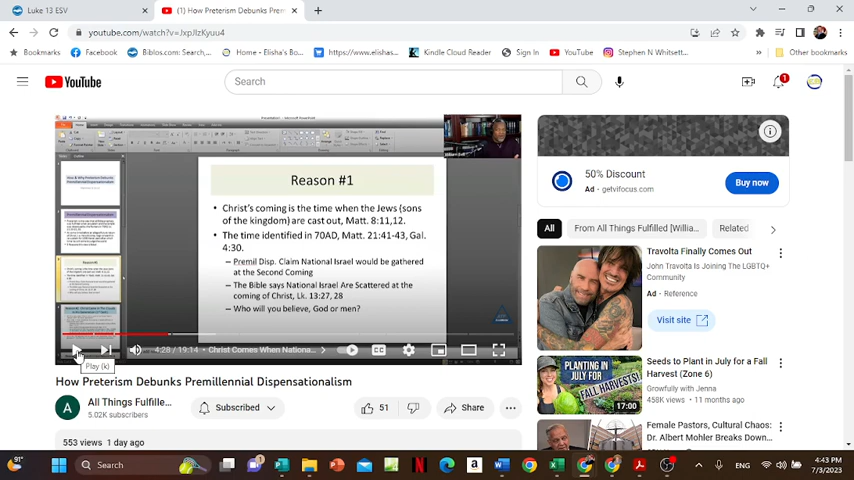 Luke 13 ESV
(1) How Preterism Debunks Prem
youtube.com/watch?v=JxpJlzKyuu4
Bookmarks
Facebook
Biblos.com: Search,...
Home - Elisha's Bo...
https://www.elishas...
Kindle Cloud Reader
Sign In
YouTube
Stephen N Whitsett...
»
Other bookmarks
YouTube
Search
1
Reason #1
• Christ's coming is the time when the Jews (sons
of the kingdom) are cast out, Matt. 8:11,12.
• The time identified in 70AD, Matt. 21:41-43, Gal.
4:30.
– Premil Disp. Claim National Israel would be gathered
at the Second Coming
– The Bible says National Israel Are Scattered at the
coming of Christ, Lk. 13:27, 28
– Who will you believe, God or men?
4:28 / 19:14 • Christ Comes When Nationa...
CC
Play (k)
How Preterism Debunks Premillennial Dispensationalism
A
All Things Fulfille...
5.02K subscribers
Subscribed
51
Share
553 views 1 day ago
50% Discount
Ad · getvifocus.com
Buy now
All
From All Things Fulfilled [Willia...
Related
Travolta Finally Comes Out
John Travolta Is Joining The LGBTQ+
Community
Ad · Reference
Visit site
PLANTING IN
JULY FOR
FALL HARVESTS!
17:00
Seeds to Plant in July for a Fall
Harvest (Zone 6)
Growfully with Jenna
458K views • 11 months ago
Female Pastors, Cultural Chaos:
Dr. Albert Mohler Breaks Down...
91°
Search
ENG
4:43 PM
7/3/2023